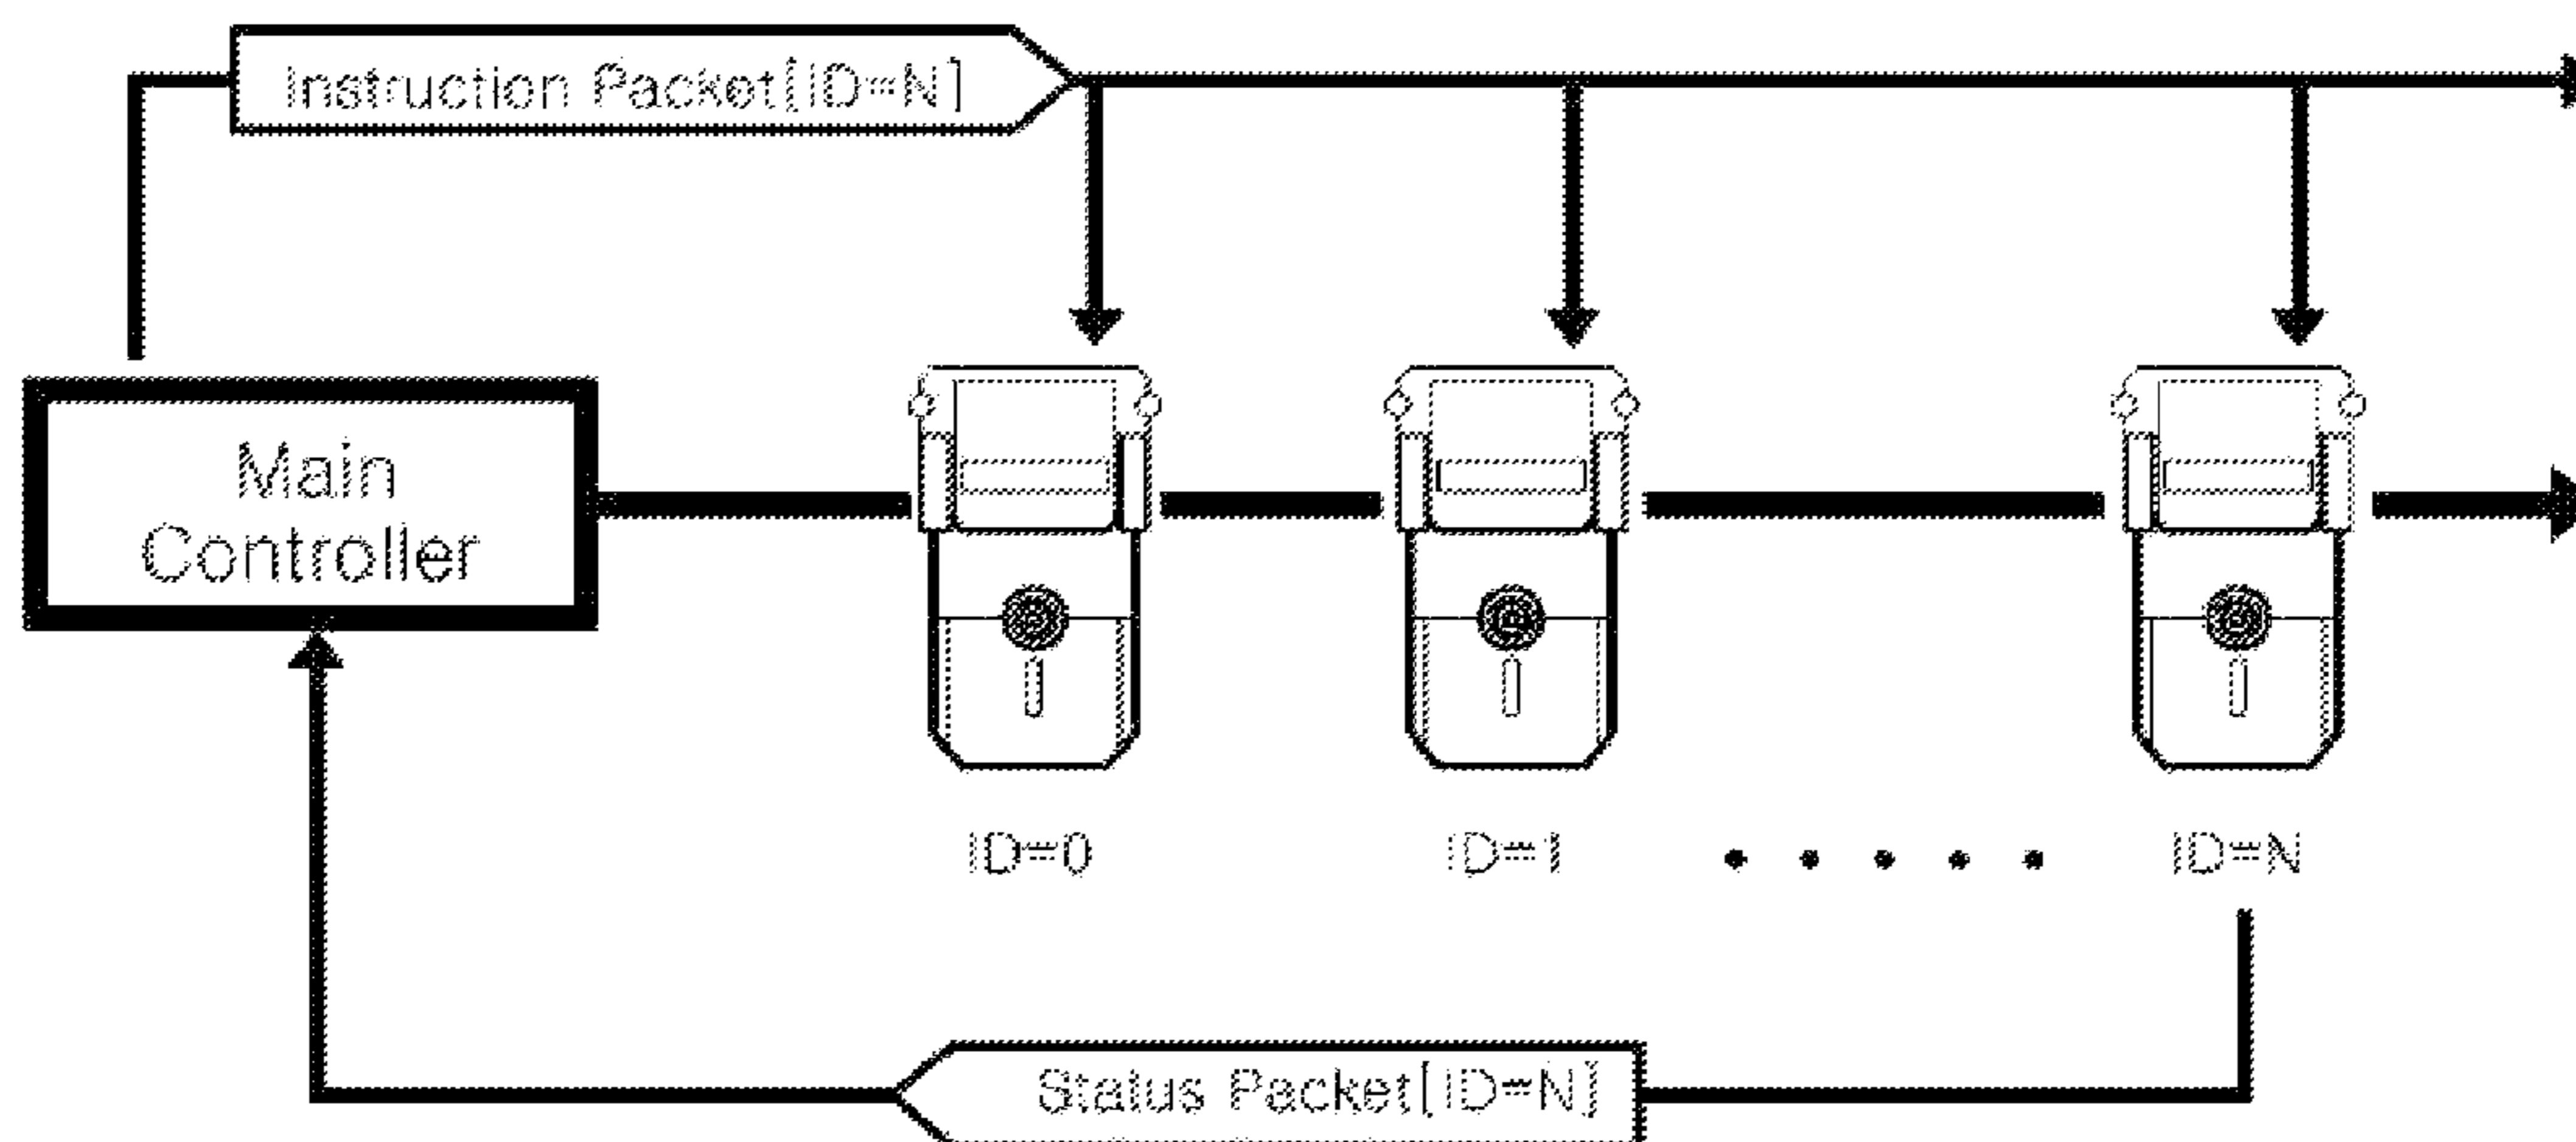 Instruction Packet[ID=N]
Main
Controller
ID=0
ID=1
ID=N
Status Packet[ID=N]